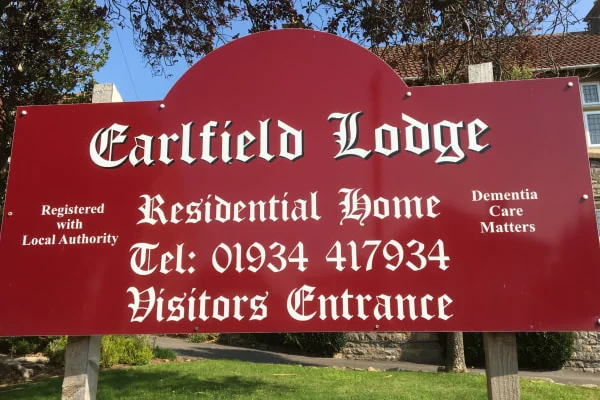 Earlfield Lodge
Registered
with
Local Authority
Residential Home
Tel: 01934 417934
Visitors Entrance
Dementia
Care
Matters